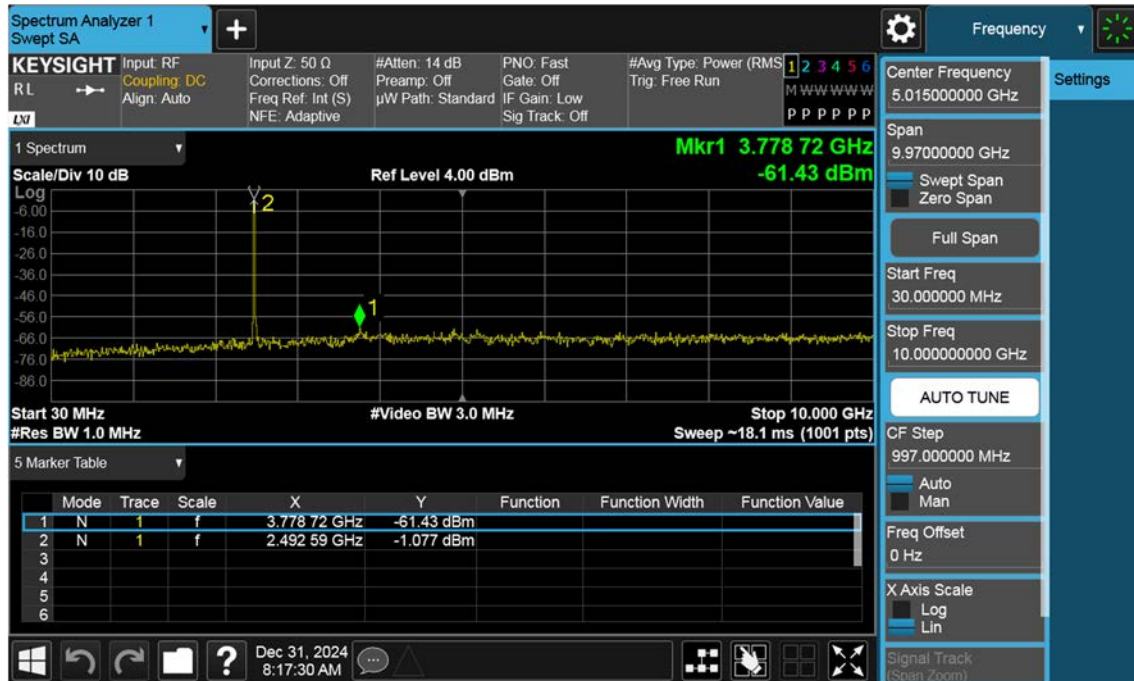 Spectrum Analyzer 1
Swept SA
+
Frequency
KEYSIGHT
RL
LXI
Input: RF
Coupling: DC
Align: Auto
Input Z: 50 Ω
Corrections: Off
Freq Ref: Int (S)
NFE: Adaptive
#Atten: 14 dB
Preamp: Off
µW Path: Standard
PNO: Fast
Gate: Off
IF Gain: Low
Sig Track: Off
#Avg Type: Power (RMS
Trig: Free Run
1 2 3 4 5 6
M W W W W W
P P P P P P
1 Spectrum
Mkr1 3.778 72 GHz
-61.43 dBm
Scale/Div 10 dB
Ref Level 4.00 dBm
Log
-6.00
-16.0
-26.0
-36.0
-46.0
-56.0
-66.0
-76.0
-86.0
2
1
Start 30 MHz
#Video BW 3.0 MHz
Stop 10.000 GHz
#Res BW 1.0 MHz
Sweep ~18.1 ms (1001 pts)
5 Marker Table
Mode Trace Scale X Y Function Function Width Function Value
1 N 1 f 3.778 72 GHz -61.43 dBm
2 N 1 f 2.492 59 GHz -1.077 dBm
3
4
5
6
?
Dec 31, 2024
8:17:30 AM
Center Frequency
5.015000000 GHz
Settings
Span
9.97000000 GHz
Swept Span
Zero Span
Full Span
Start Freq
30.000000 MHz
Stop Freq
10.000000000 GHz
AUTO TUNE
CF Step
997.000000 MHz
Auto
Man
Freq Offset
0 Hz
X Axis Scale
Log
Lin
Signal Track
(Span Zoom)